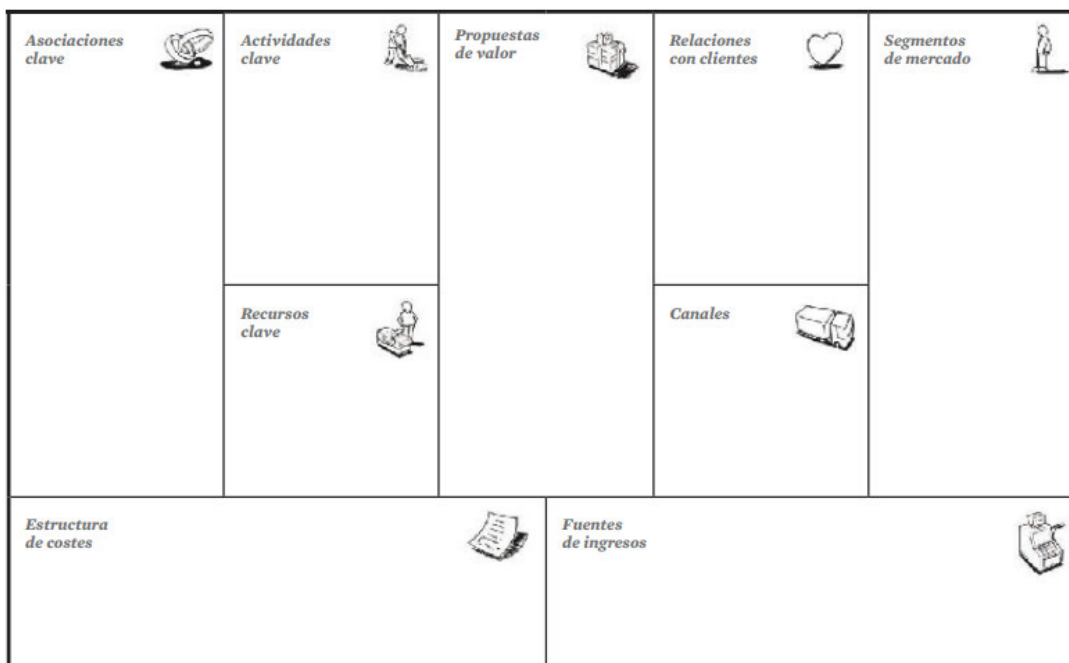 Asociaciones
clave
Actividades
clave
Propuestas
de valor
Relaciones
con clientes
Segmentos
de mercado
Recursos
clave
Canales
Estructura
de costes
Fuentes
de ingresos